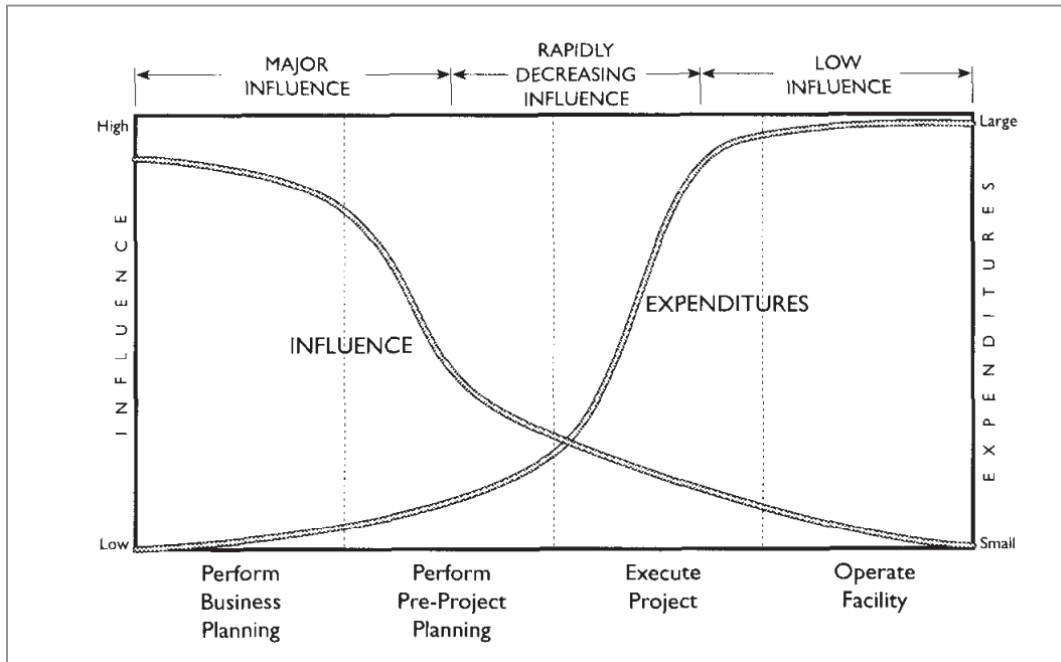 MAJOR
INFLUENCE
RAPIDLY
DECREASING
INFLUENCE
LOW
INFLUENCE
High
Large
INFLUENCE
EXPENDITURES
INFLUENCE
EXPENDITURES
Low
Small
Perform
Business
Planning
Perform
Pre-Project
Planning
Execute
Project
Operate
Facility